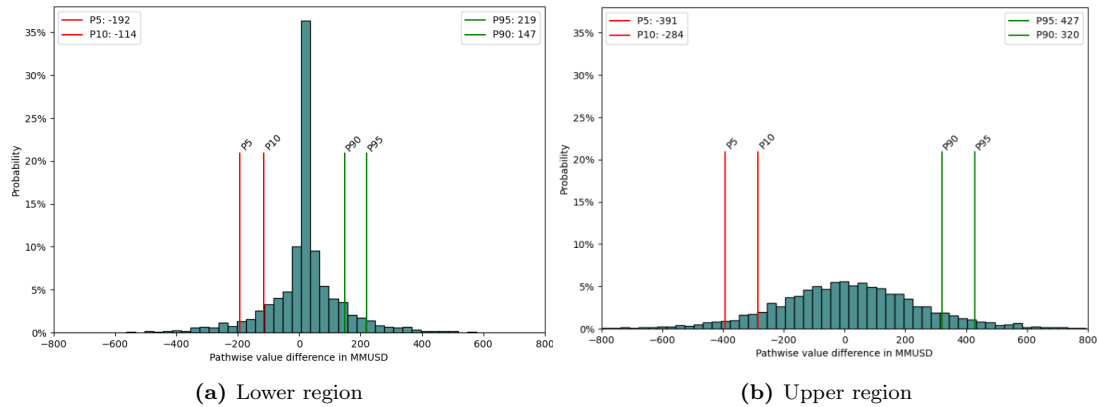 P5: -192
P10: -114
P95: 219
P90: 147
35%
30%
25%
20%
15%
10%
5%
0%
Probability
P5
P10
P90
P95
−800
−600
−400
−200
0
200
400
600
800
Pathwise value difference in MMUSD
(a) Lower region
P5: -391
P10: -284
P95: 427
P90: 320
35%
30%
25%
20%
15%
10%
5%
0%
Probability
P5
P10
P90
P95
−800
−600
−400
−200
0
200
400
600
800
Pathwise value difference in MMUSD
(b) Upper region